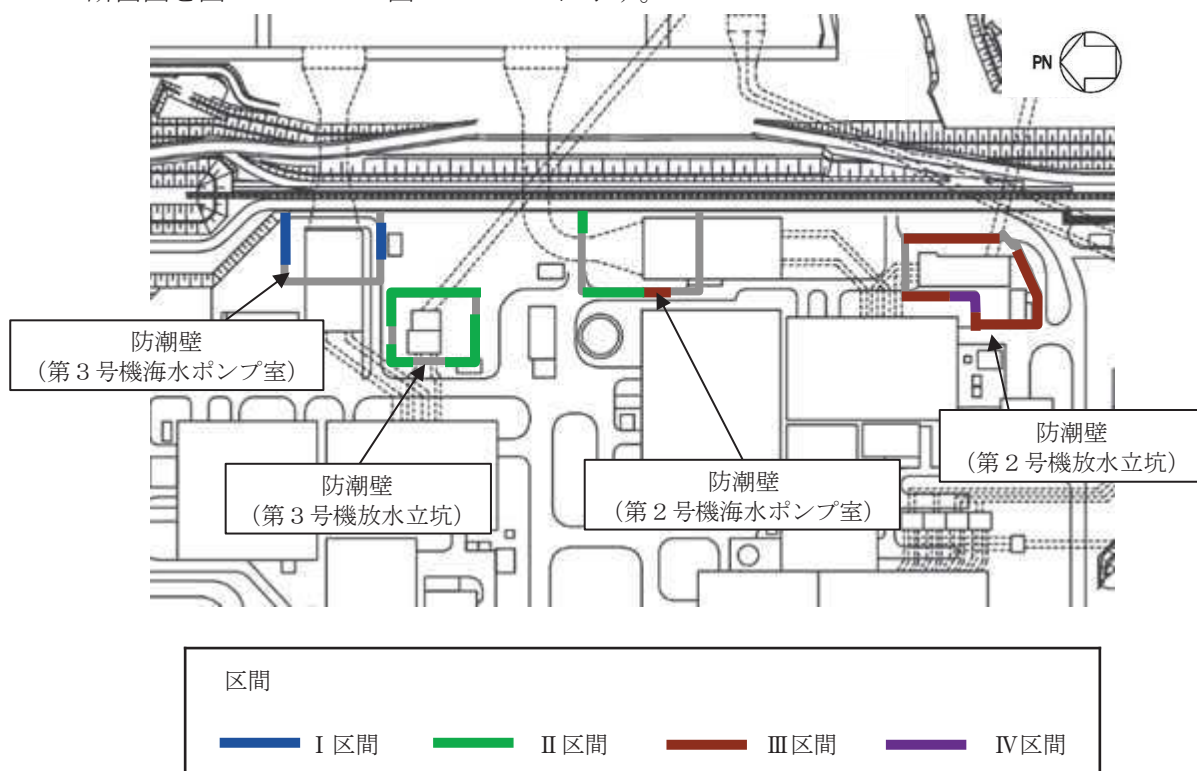 PN
防潮壁
(第3号機海水ポンプ室)
防潮壁
(第3号機放水立坑)
防潮壁
(第2号機海水ポンプ室)
防潮壁
(第2号機放水立坑)
区間
Ⅰ区間
Ⅱ区間
Ⅲ区間
Ⅳ区間